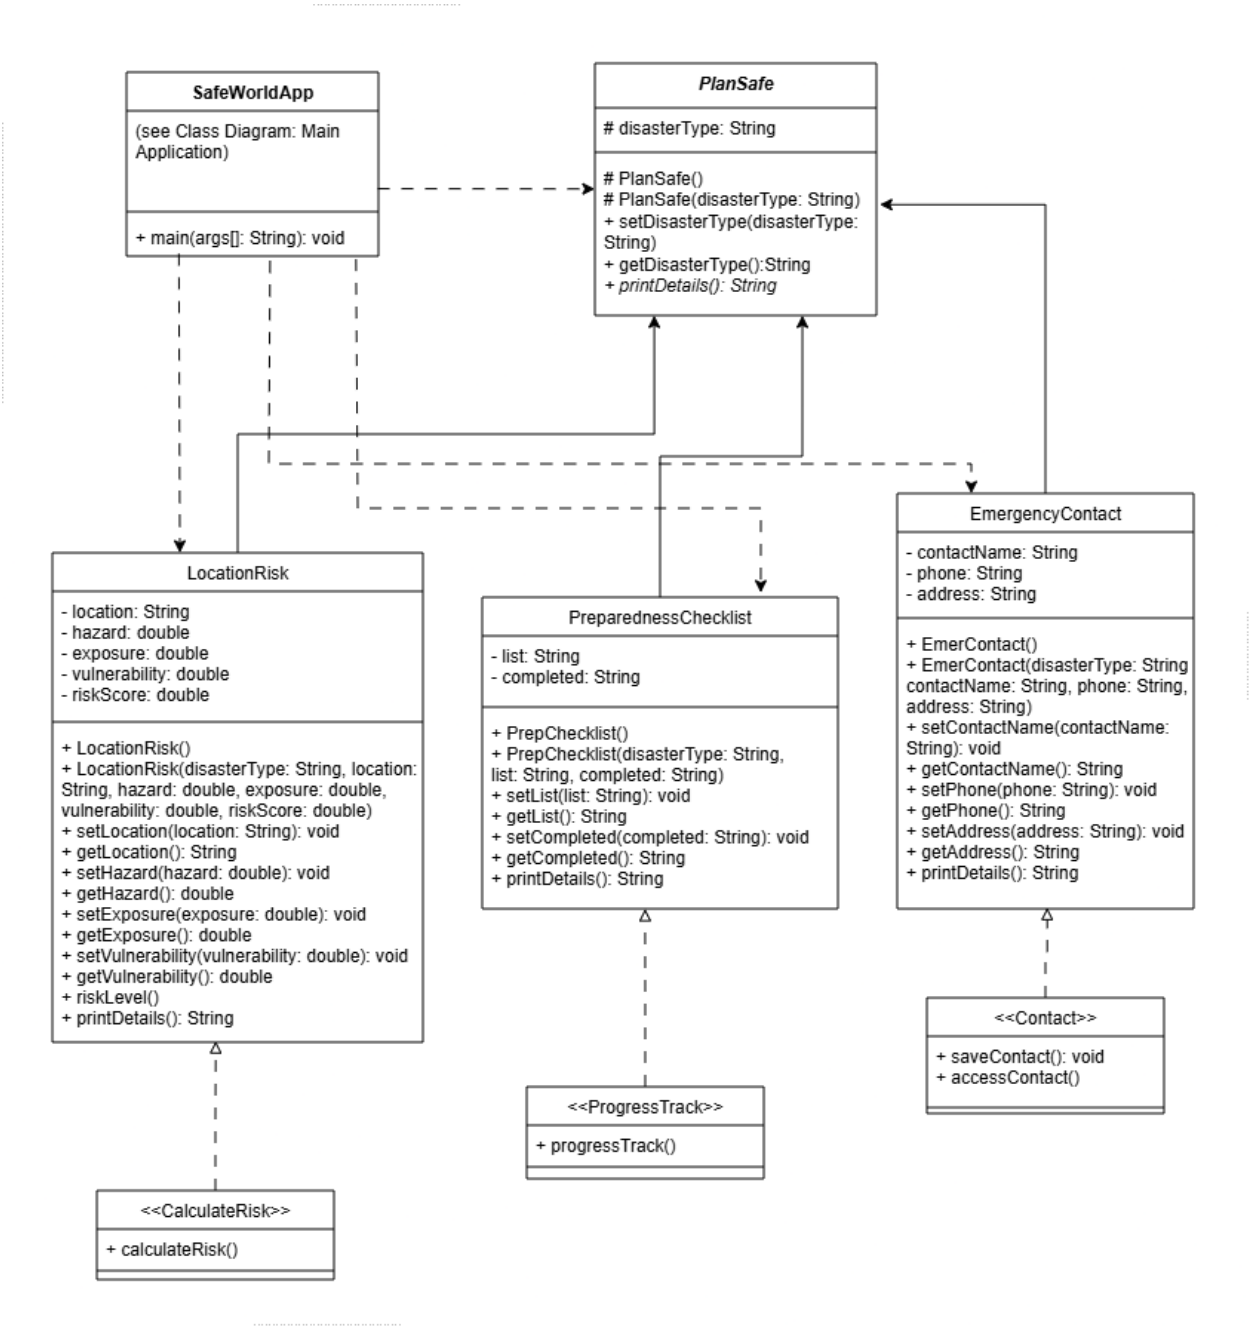 SafeWorldApp
(see Class Diagram: Main
Application)
+ main(args[]: String): void
PlanSafe
# disasterType: String
# PlanSafe()
# PlanSafe(disasterType: String)
+ setDisasterType(disasterType:
String)
+ getDisasterType():String
+ printDetails(): String
LocationRisk
- location: String
- hazard: double
- exposure: double
- vulnerability: double
- riskScore: double
+ LocationRisk()
+ LocationRisk(disasterType: String, location:
String, hazard: double, exposure: double,
vulnerability: double, riskScore: double)
+ setLocation(location: String): void
+ getLocation(): String
+ setHazard(hazard: double): void
+ getHazard(): double
+ setExposure(exposure: double): void
+ getExposure(): double
+ setVulnerability(vulnerability: double): void
+ getVulnerability(): double
+ riskLevel()
+ printDetails(): String
PreparednessChecklist
- list: String
- completed: String
+ PrepChecklist()
+ PrepChecklist(disasterType: String,
list: String, completed: String)
+ setList(list: String): void
+ getList(): String
+ setCompleted(completed: String): void
+ getCompleted(): String
+ printDetails(): String
EmergencyContact
- contactName: String
- phone: String
- address: String
+ EmerContact()
+ EmerContact(disasterType: String
contactName: String, phone: String,
address: String)
+ setContactName(contactName:
String): void
+ getContactName(): String
+ setPhone(phone: String): void
+ getPhone(): String
+ setAddress(address: String): void
+ getAddress(): String
+ printDetails(): String
<<CalculateRisk>>
+ calculateRisk()
<<ProgressTrack>>
+ progressTrack()
<<Contact>>
+ saveContact(): void
+ accessContact()